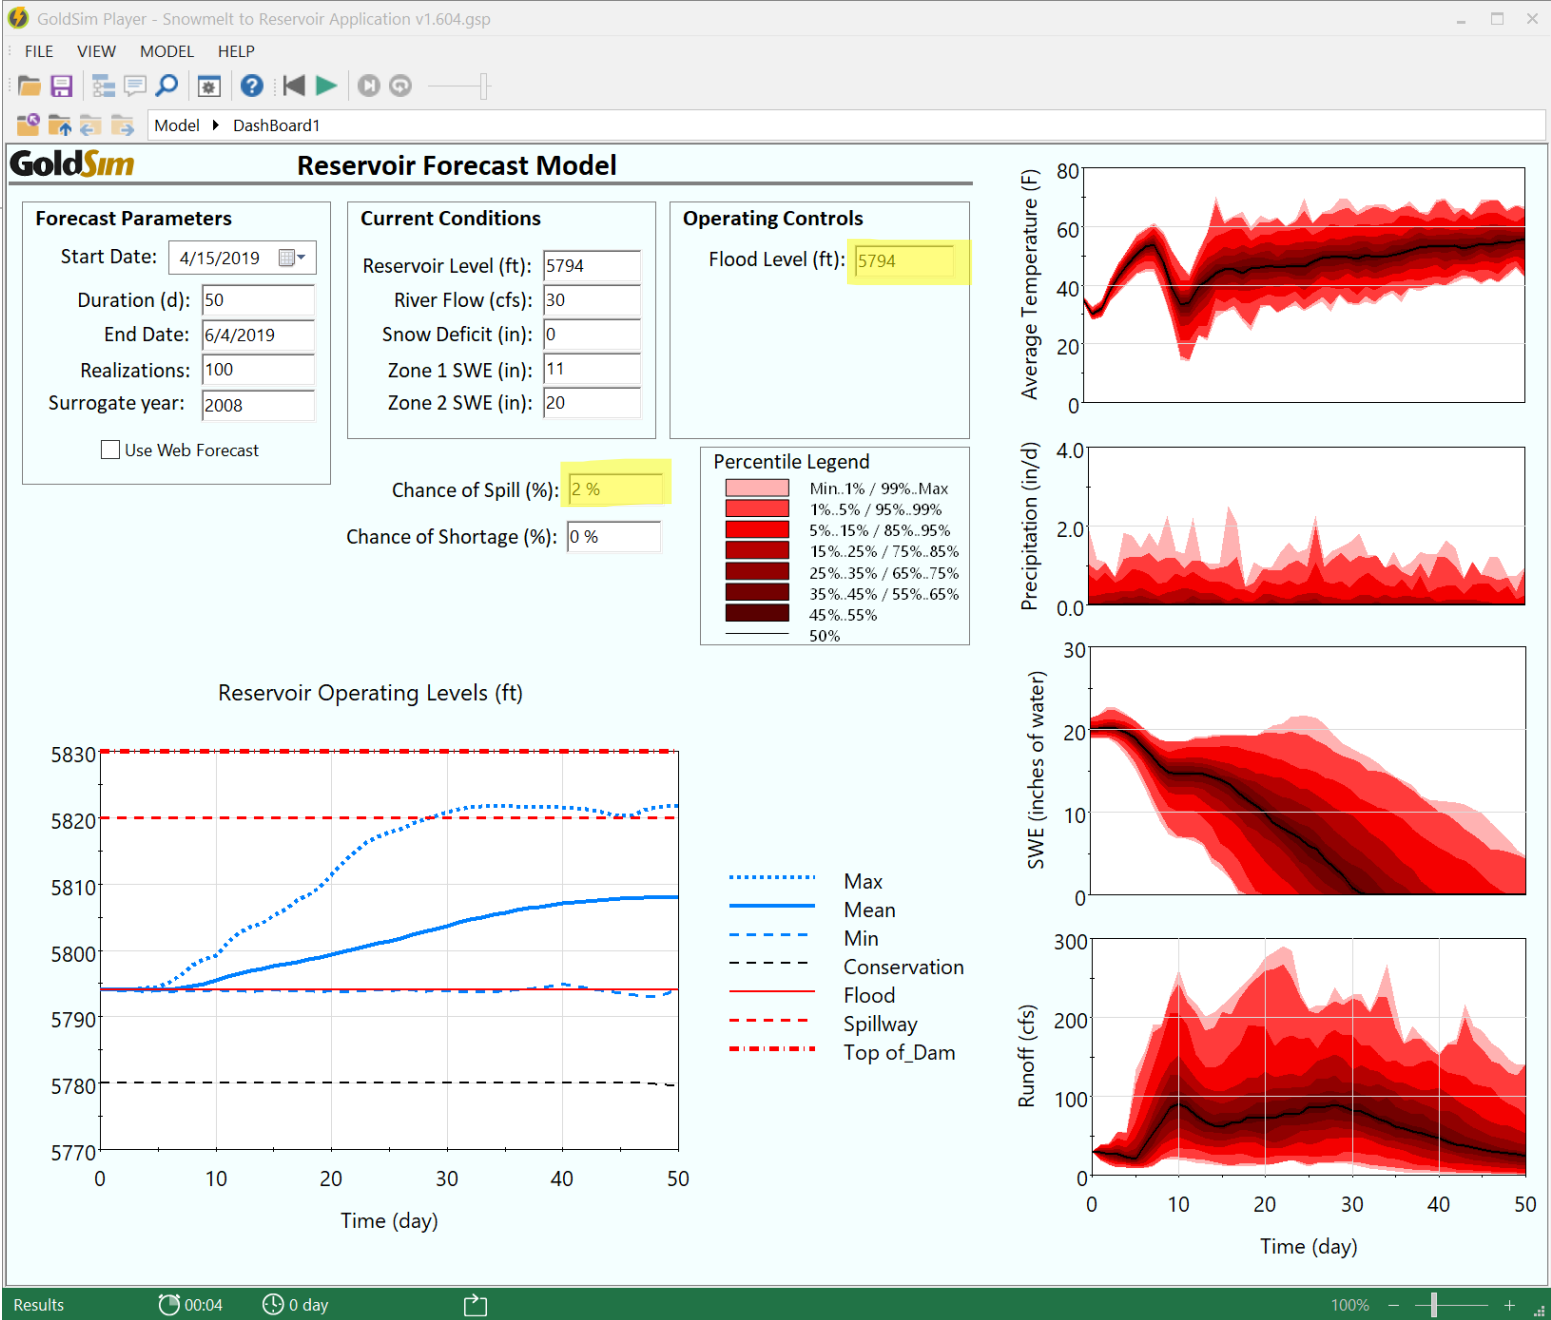 GoldSim Player - Snowmelt to Reservoir Application v1.604.gsp
FILE VIEW MODEL HELP
Model DashBoard1
GoldSim
Reservoir Forecast Model
Forecast Parameters
Start Date: 4/15/2019
Duration (d): 50
End Date: 6/4/2019
Realizations: 100
Surrogate year: 2008
Use Web Forecast
Current Conditions
Reservoir Level (ft): 5794
River Flow (cfs): 30
Snow Deficit (in): 0
Zone 1 SWE (in): 11
Zone 2 SWE (in): 20
Operating Controls
Flood Level (ft): 5794
Chance of Spill (%): 2 %
Chance of Shortage (%): 0 %
Percentile Legend
Min..1% / 99%..Max
1%..5% / 95%..99%
5%..15% / 85%..95%
15%..25% / 75%..85%
25%..35% / 65%..75%
35%..45% / 55%..65%
45%..55%
50%
Reservoir Operating Levels (ft)
5830
5820
5810
5800
5790
5780
5770
0 10 20 30 40 50
Time (day)
Max
Mean
Min
Conservation
Flood
Spillway
Top of_Dam
Average Temperature (F)
80
60
40
20
0
Precipitation (in/d)
4.0
2.0
0.0
SWE (inches of water)
30
20
10
0
Runoff (cfs)
300
200
100
0
0 10 20 30 40 50
Time (day)
Results 00:04 0 day 100%